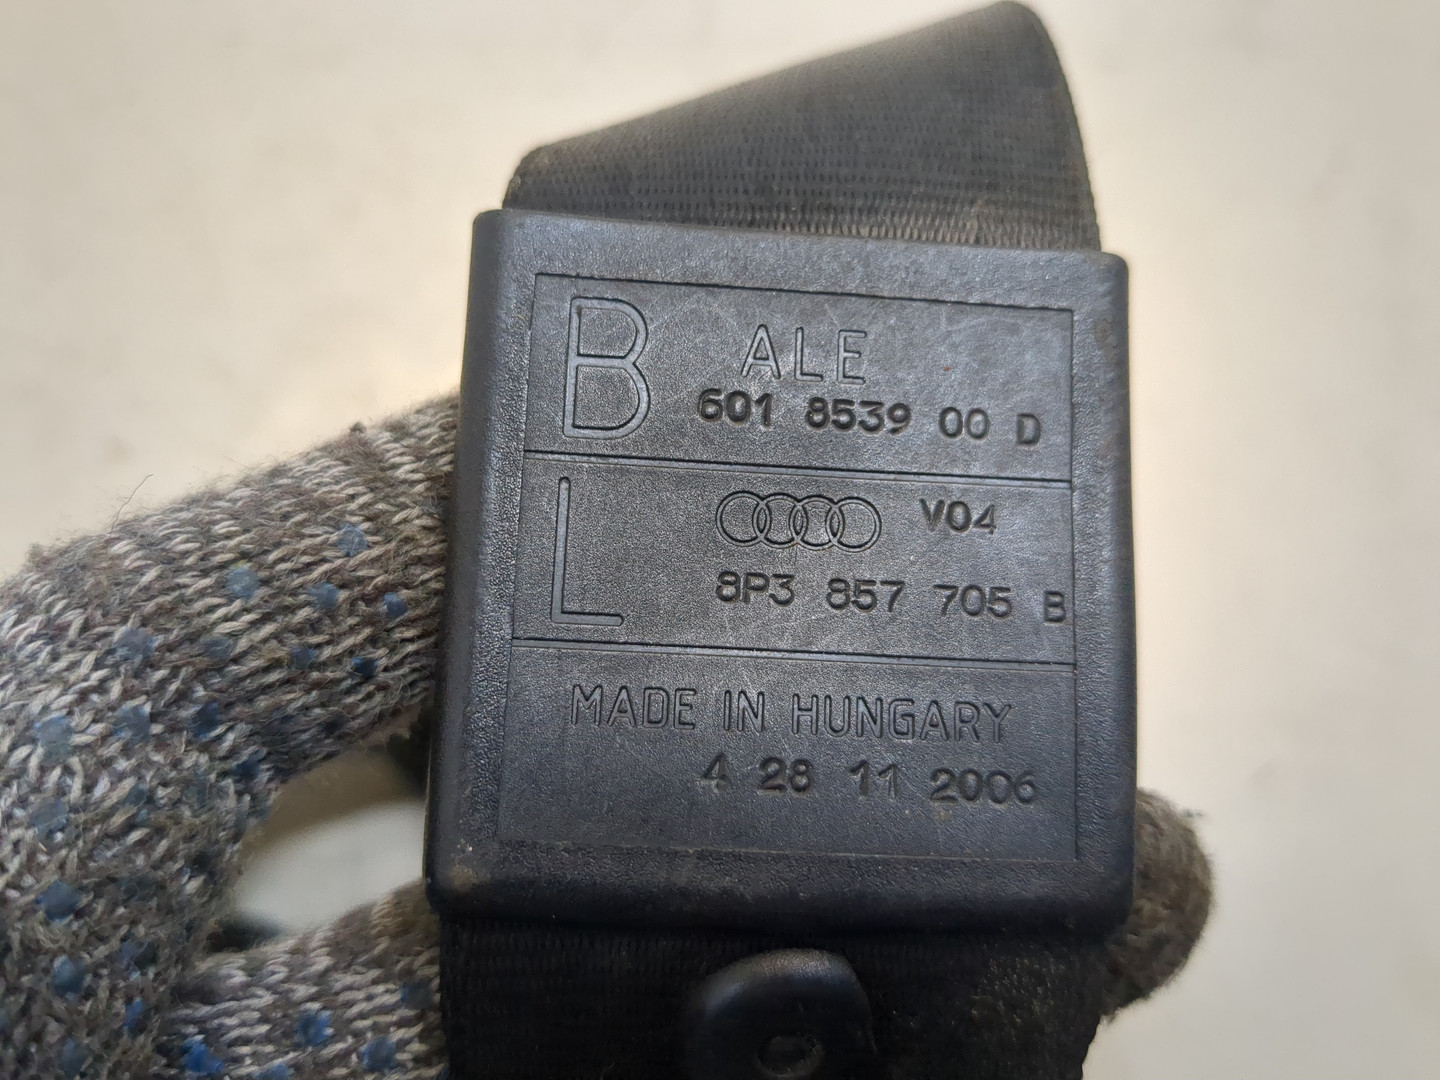 B ALE
601 8539 00 D
L V04
8P3 857 705 B
MADE IN HUNGARY
4 28 11 2006